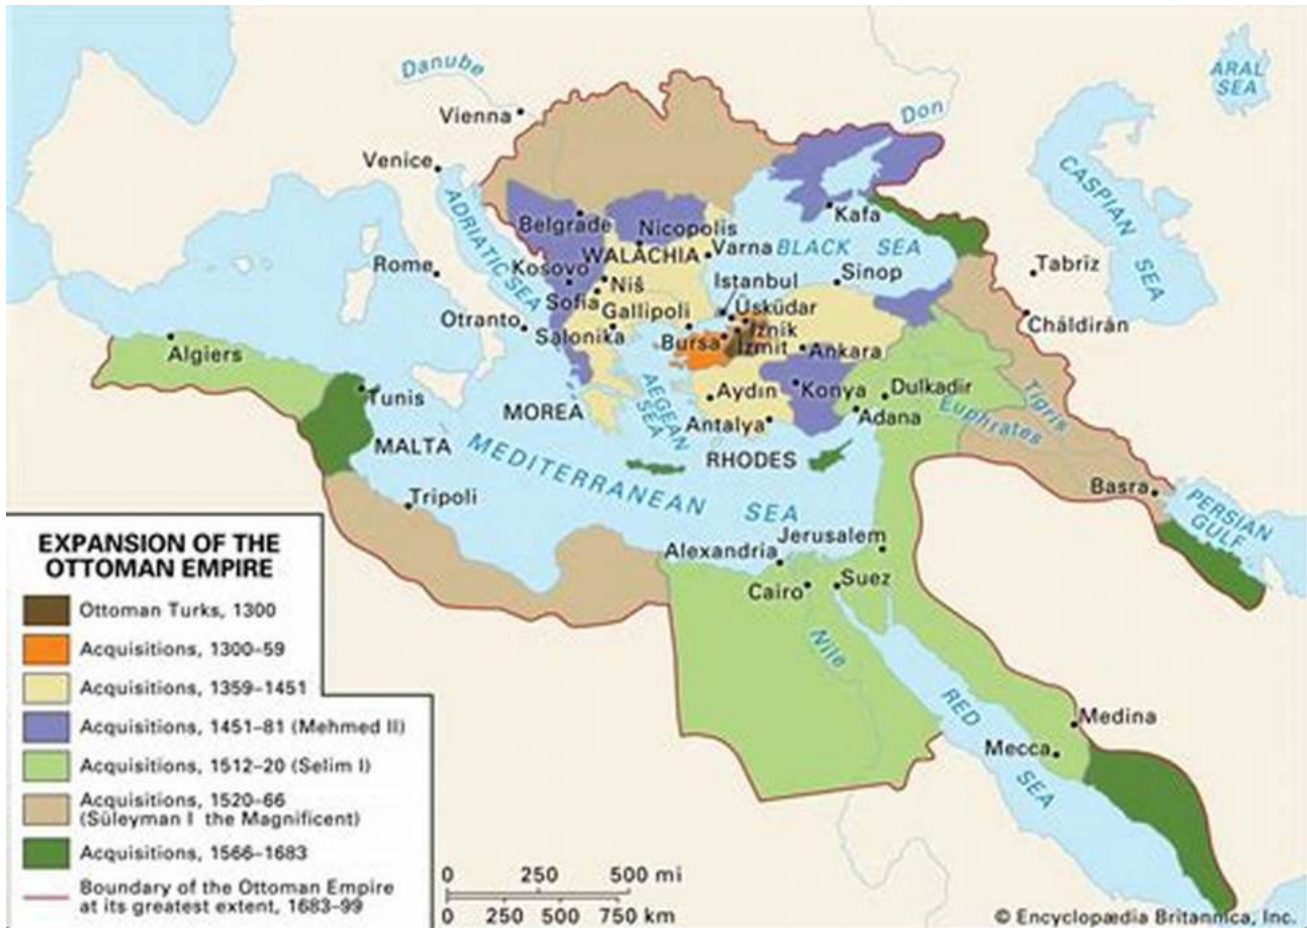 Danube
Vienna
Venice
ADRIATIC SEA
Rome
Otranto
Don
ARAL
SEA
CASPIAN
SEA
Kafa
BLACK SEA
Belgrade
Nicopolis
WALACHIA
Varna
Kosovo
Niš
Sofia
Istanbul
Sinop
Tabrīz
Chāldirān
Gallipoli
Üsküdar
Salonika
İznik
Bursa
İzmit
Ankara
Algiers
Tunis
MALTA
Tripoli
MOREA
AEGEAN
SEA
Aydın
Konya
Dulkadir
Antalya
Adana
Euphrates
Tigris
RHODES
MEDITERRANEAN SEA
Basra
PERSIAN
GULF
Jerusalem
Alexandria
Cairo
Suez
Nile
RED
SEA
Medina
Mecca
EXPANSION OF THE
OTTOMAN EMPIRE
Ottoman Turks, 1300
Acquisitions, 1300–59
Acquisitions, 1359–1451
Acquisitions, 1451–81 (Mehmed II)
Acquisitions, 1512–20 (Selim I)
Acquisitions, 1520–66
(Süleyman I the Magnificent)
Acquisitions, 1566–1683
Boundary of the Ottoman Empire
at its greatest extent, 1683–99
0 250 500 mi
0 250 500 750 km
© Encyclopædia Britannica, Inc.